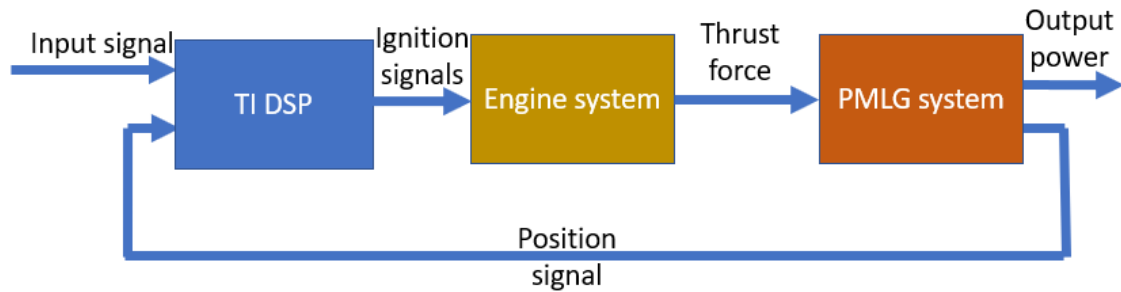 Input signal
TI DSP
Ignition
signals
Engine system
Thrust
force
PMLG system
Output
power
Position
signal